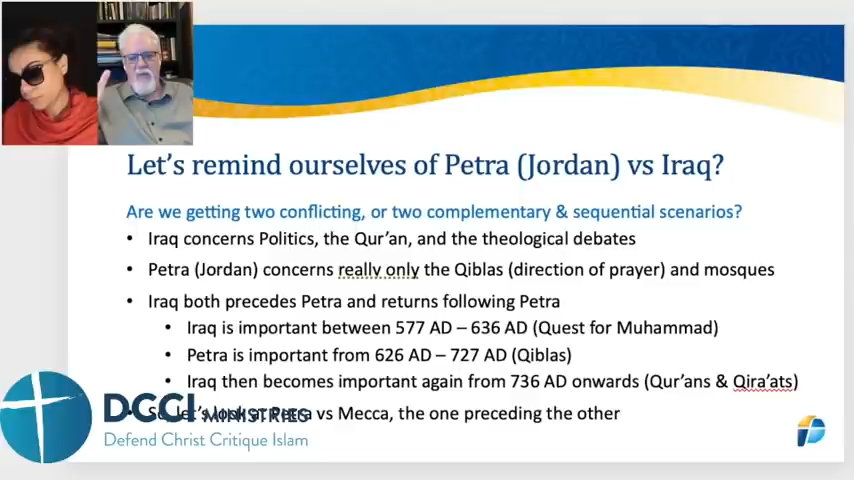 Let's remind ourselves of Petra (Jordan) vs Iraq?
Are we getting two conflicting, or two complementary & sequential scenarios?
• Iraq concerns Politics, the Qur'an, and the theological debates
• Petra (Jordan) concerns really only the Qiblas (direction of prayer) and mosques
• Iraq both precedes Petra and returns following Petra
• Iraq is important between 577 AD – 636 AD (Quest for Muhammad)
• Petra is important from 626 AD – 727 AD (Qiblas)
• Iraq then becomes important again from 736 AD onwards (Qur'ans & Qira'ats)
• So let's look at Petra vs Mecca, the one preceding the other
DCCI MINISTRIES
Defend Christ Critique Islam